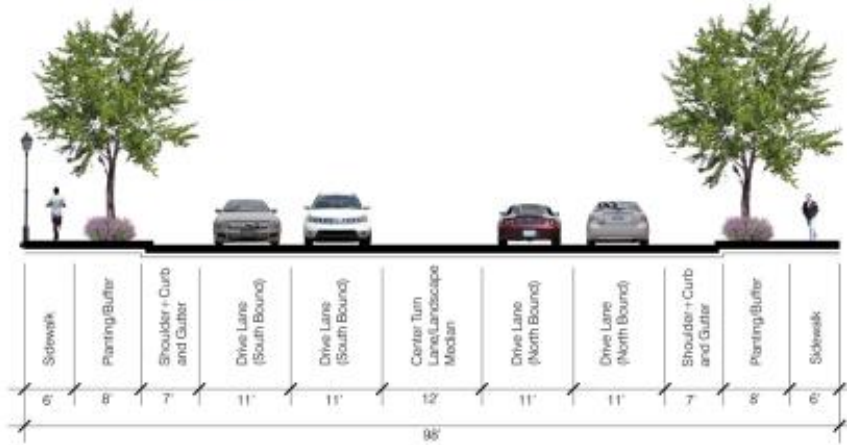 Sidewalk
Planting/Buffer
Shoulder+Curb
and Gutter
Drive Lane
(South Bound)
Drive Lane
(South Bound)
Center Turn
Lane/Landscape
Median
Drive Lane
(North Bound)
Drive Lane
(North Bound)
Shoulder+Curb
and Gutter
Planting/Buffer
Sidewalk
6' 8' 7' 11' 11' 12' 11' 11' 7' 8' 6'
98'